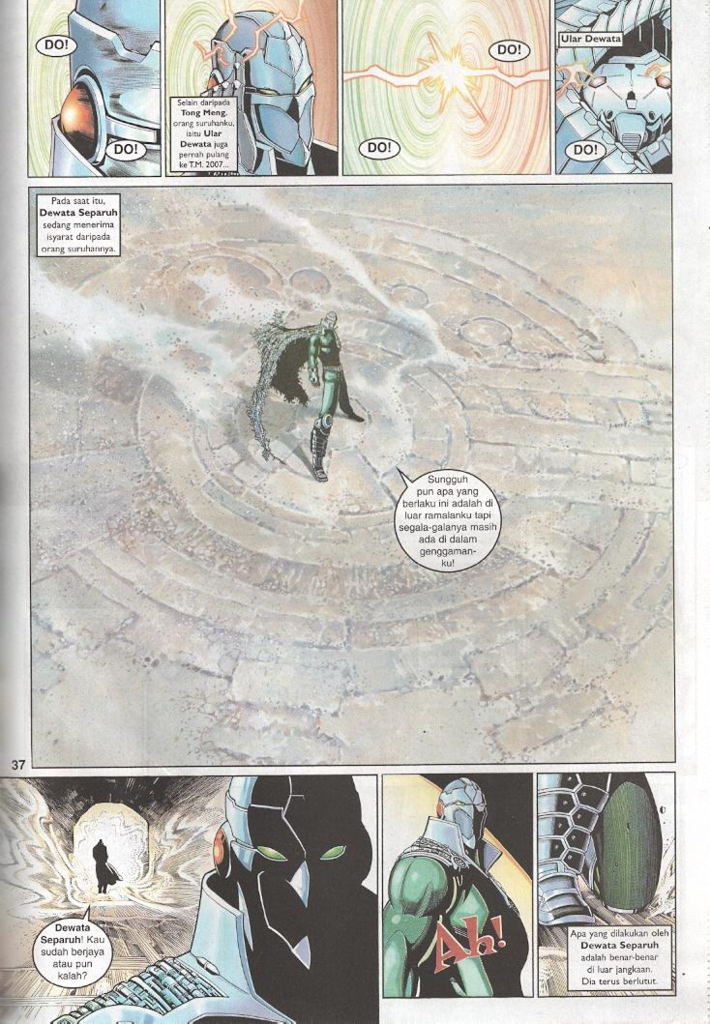 DO!
DO!
Selain daripada
Tong Meng,
orang suruhanku,
iaitu Ular
Dewata juga
pernah pulang
ke T.M. 2007...
DO!
DO!
Ular Dewata
DO!
Pada saat itu,
Dewata Separuh
sedang menerima
isyarat daripada
orang suruhannya.
Sungguh
pun apa yang
berlaku ini adalah di
luar ramalanku tapi
segala-galanya masih
ada di dalam
genggaman-
ku!
37
Dewata
Separuh! Kau
sudah berjaya
atau pun
kalah?
Ah!
Apa yang dilakukan oleh
Dewata Separuh
adalah benar-benar
di luar jangkaan.
Dia terus berlutut.